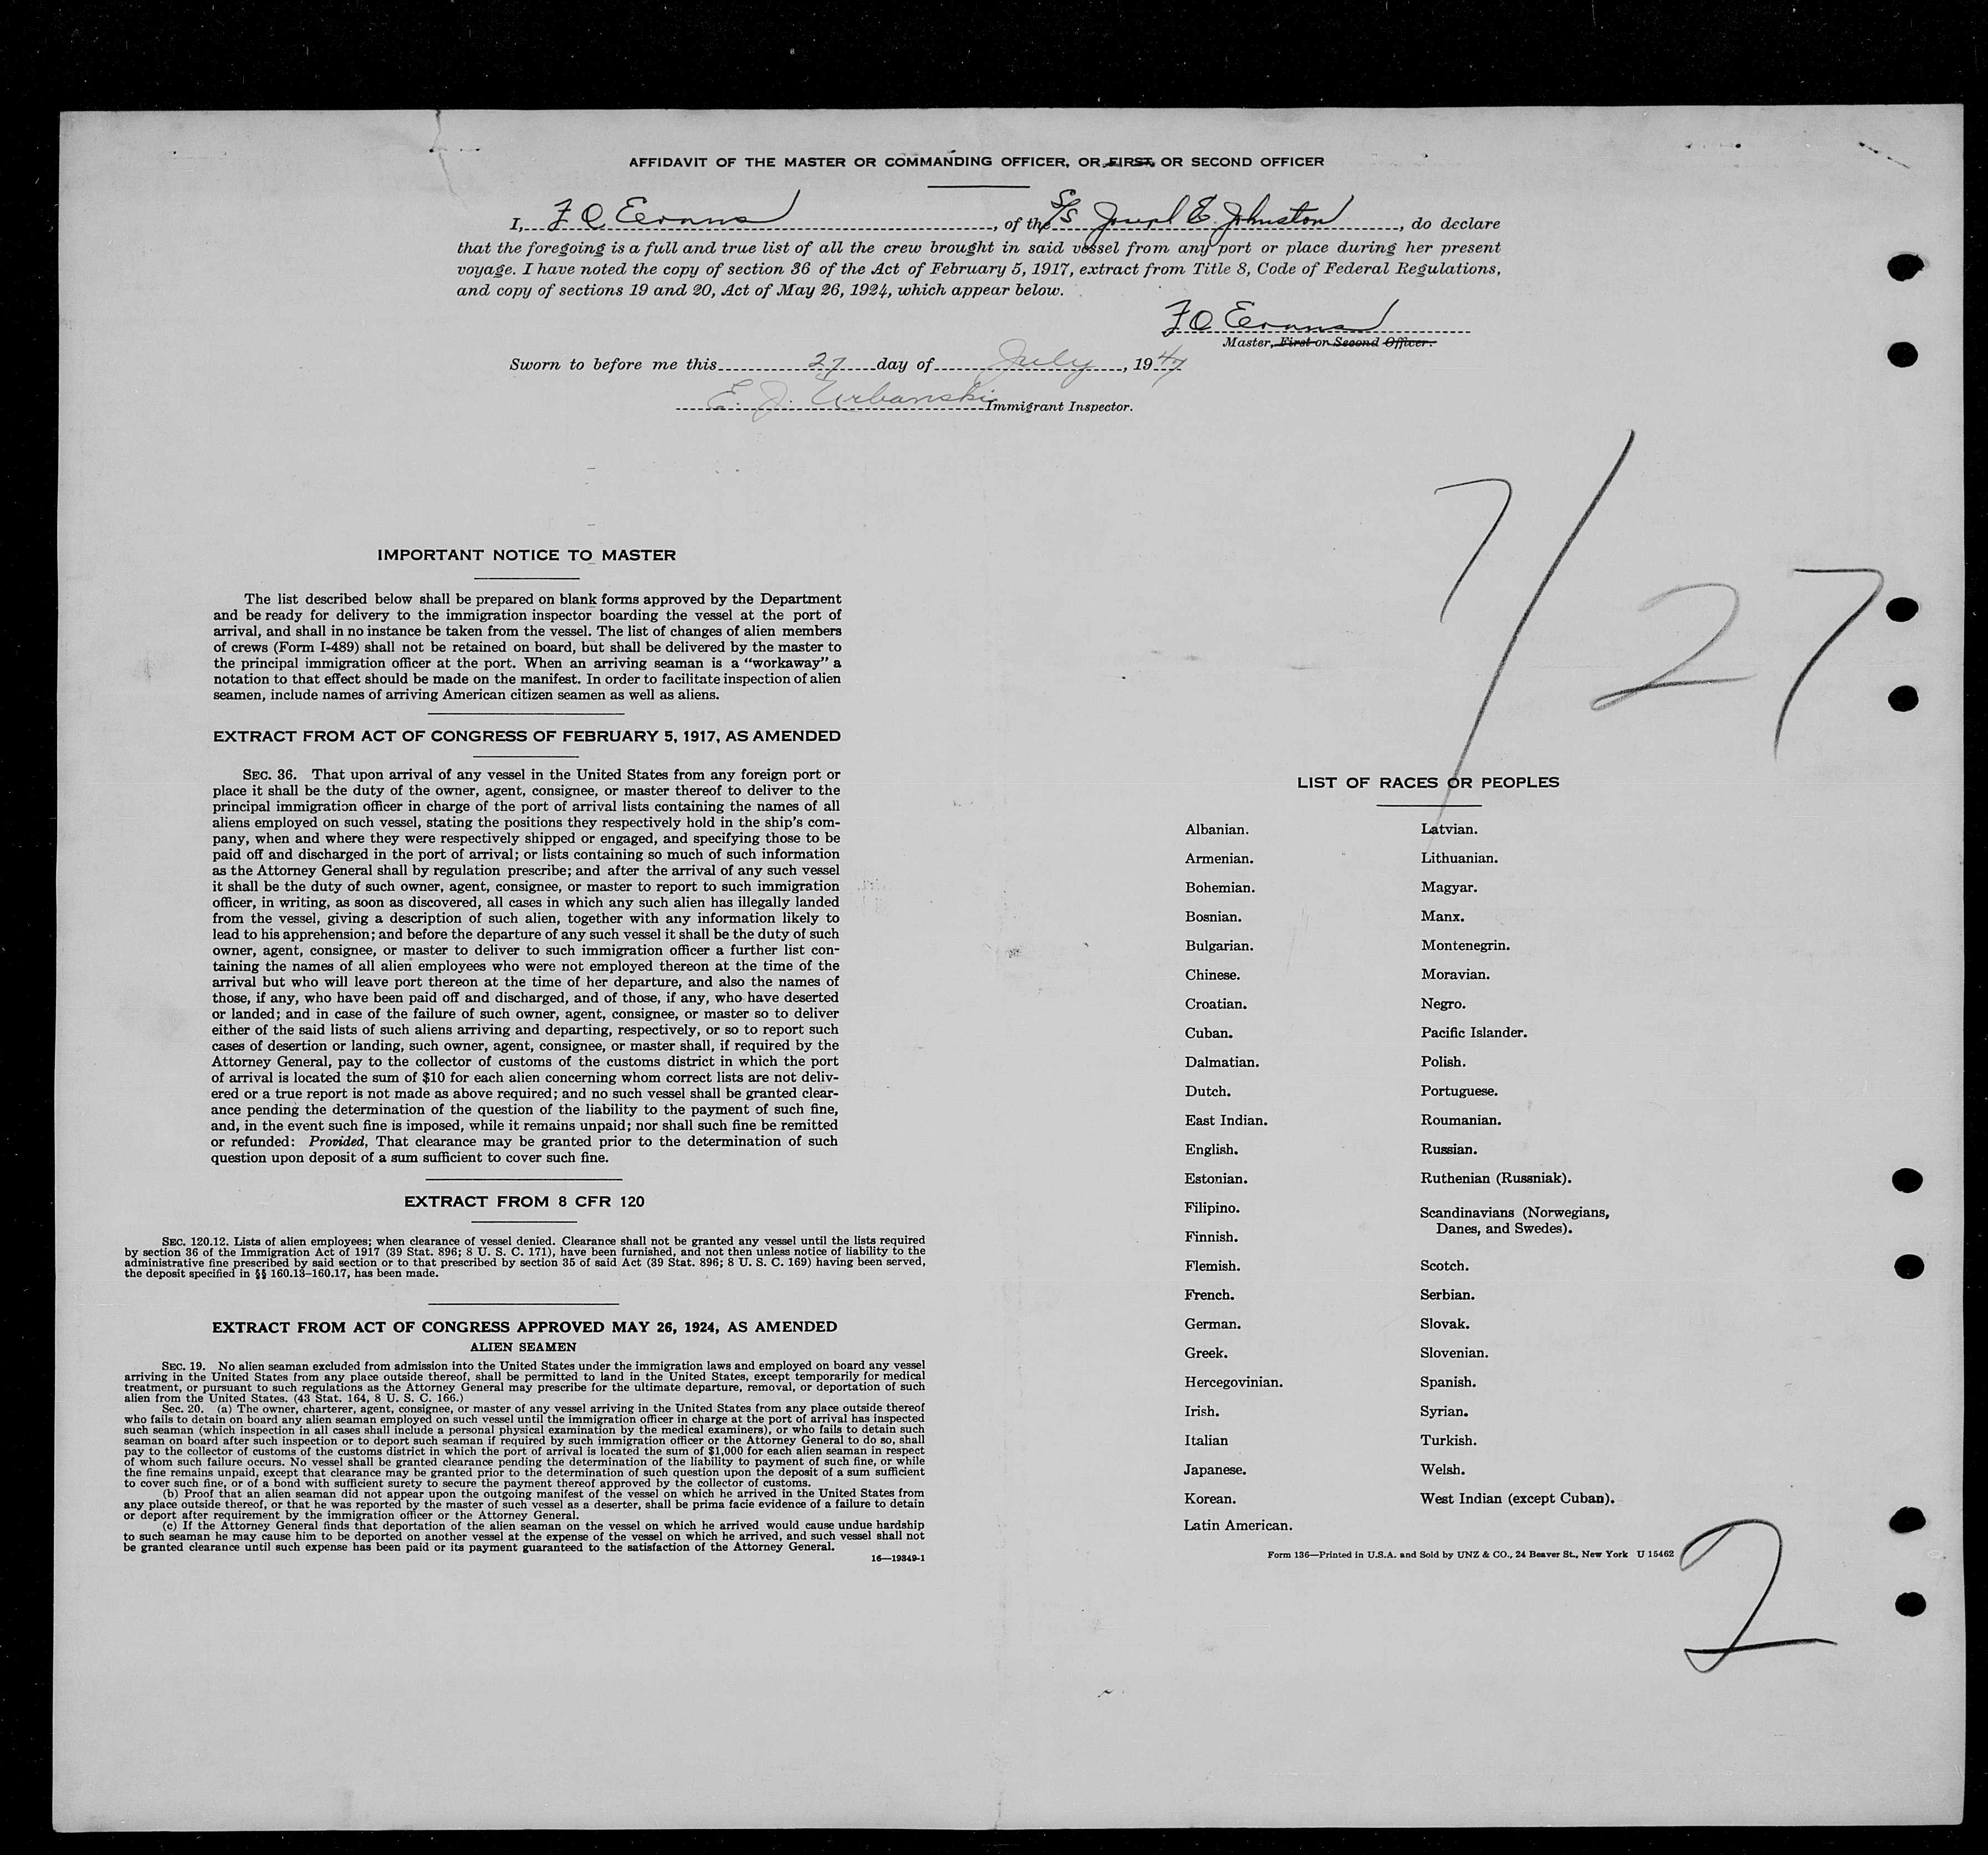 AFFIDAVIT OF THE MASTER OR COMMANDING OFFICER, OR FIRST, OR SECOND OFFICER
I, F O Evans, of the S/S Joseph E. Johnston, do declare
that the foregoing is a full and true list of all the crew brought in said vessel from any port or place during her present
voyage. I have noted the copy of section 36 of the Act of February 5, 1917, extract from Title 8, Code of Federal Regulations,
and copy of sections 19 and 20, Act of May 26, 1924, which appear below.
F O Evans
Master, First or Second Officer.
Sworn to before me this 27 day of July, 1947
E. J. Urbanski Immigrant Inspector.
7/27
IMPORTANT NOTICE TO MASTER
The list described below shall be prepared on blank forms approved by the Department
and be ready for delivery to the immigration inspector boarding the vessel at the port of
arrival, and shall in no instance be taken from the vessel. The list of changes of alien members
of crews (Form I-489) shall not be retained on board, but shall be delivered by the master to
the principal immigration officer at the port. When an arriving seaman is a "workaway" a
notation to that effect should be made on the manifest. In order to facilitate inspection of alien
seamen, include names of arriving American citizen seamen as well as aliens.
EXTRACT FROM ACT OF CONGRESS OF FEBRUARY 5, 1917, AS AMENDED
SEC. 36. That upon arrival of any vessel in the United States from any foreign port or
place it shall be the duty of the owner, agent, consignee, or master thereof to deliver to the
principal immigration officer in charge of the port of arrival lists containing the names of all
aliens employed on such vessel, stating the positions they respectively hold in the ship's com-
pany, when and where they were respectively shipped or engaged, and specifying those to be
paid off and discharged in the port of arrival; or lists containing so much of such information
as the Attorney General shall by regulation prescribe; and after the arrival of any such vessel
it shall be the duty of such owner, agent, consignee, or master to report to such immigration
officer, in writing, as soon as discovered, all cases in which any such alien has illegally landed
from the vessel, giving a description of such alien, together with any information likely to
lead to his apprehension; and before the departure of any such vessel it shall be the duty of such
owner, agent, consignee, or master to deliver to such immigration officer a further list con-
taining the names of all alien employees who were not employed thereon at the time of the
arrival but who will leave port thereon at the time of her departure, and also the names of
those, if any, who have been paid off and discharged, and of those, if any, who have deserted
or landed; and in case of the failure of such owner, agent, consignee, or master so to deliver
either of the said lists of such aliens arriving and departing, respectively, or so to report such
cases of desertion or landing, such owner, agent, consignee, or master shall, if required by the
Attorney General, pay to the collector of customs of the customs district in which the port
of arrival is located the sum of $10 for each alien concerning whom correct lists are not deliv-
ered or a true report is not made as above required; and no such vessel shall be granted clear-
ance pending the determination of the question of the liability to the payment of such fine,
and, in the event such fine is imposed, while it remains unpaid; nor shall such fine be remitted
or refunded: Provided, That clearance may be granted prior to the determination of such
question upon deposit of a sum sufficient to cover such fine.
EXTRACT FROM 8 CFR 120
SEC. 120.12. Lists of alien employees; when clearance of vessel denied. Clearance shall not be granted any vessel until the lists required
by section 36 of the Immigration Act of 1917 (39 Stat. 896; 8 U. S. C. 171), have been furnished, and not then unless notice of liability to the
administrative fine prescribed by said section or to that prescribed by section 35 of said Act (39 Stat. 896; 8 U. S. C. 169) having been served,
the deposit specified in §§ 160.13–160.17, has been made.
EXTRACT FROM ACT OF CONGRESS APPROVED MAY 26, 1924, AS AMENDED
ALIEN SEAMEN
SEC. 19. No alien seaman excluded from admission into the United States under the immigration laws and employed on board any vessel
arriving in the United States from any place outside thereof, shall be permitted to land in the United States, except temporarily for medical
treatment, or pursuant to such regulations as the Attorney General may prescribe for the ultimate departure, removal, or deportation of such
alien from the United States. (43 Stat. 164, 8 U. S. C. 166.)
Sec. 20. (a) The owner, charterer, agent, consignee, or master of any vessel arriving in the United States from any place outside thereof
who fails to detain on board any alien seaman employed on such vessel until the immigration officer in charge at the port of arrival has inspected
such seaman (which inspection in all cases shall include a personal physical examination by the medical examiners), or who fails to detain such
seaman on board after such inspection or to deport such seaman if required by such immigration officer or the Attorney General to do so, shall
pay to the collector of customs of the customs district in which the port of arrival is located the sum of $1,000 for each alien seaman in respect
of whom such failure occurs. No vessel shall be granted clearance pending the determination of the liability to payment of such fine, or while
the fine remains unpaid, except that clearance may be granted prior to the determination of such question upon the deposit of a sum sufficient
to cover such fine, or of a bond with sufficient surety to secure the payment thereof approved by the collector of customs.
(b) Proof that an alien seaman did not appear upon the outgoing manifest of the vessel on which he arrived in the United States from
any place outside thereof, or that he was reported by the master of such vessel as a deserter, shall be prima facie evidence of a failure to detain
or deport after requirement by the immigration officer or the Attorney General.
(c) If the Attorney General finds that deportation of the alien seaman on the vessel on which he arrived would cause undue hardship
to such seaman he may cause him to be deported on another vessel at the expense of the vessel on which he arrived, and such vessel shall not
be granted clearance until such expense has been paid or its payment guaranteed to the satisfaction of the Attorney General.
16—19849-1
LIST OF RACES OR PEOPLES
Albanian.
Armenian.
Bohemian.
Bosnian.
Bulgarian.
Chinese.
Croatian.
Cuban.
Dalmatian.
Dutch.
East Indian.
English.
Estonian.
Filipino.
Finnish.
Flemish.
French.
German.
Greek.
Hercegovinian.
Irish.
Italian
Japanese.
Korean.
Latin American.
Latvian.
Lithuanian.
Magyar.
Manx.
Montenegrin.
Moravian.
Negro.
Pacific Islander.
Polish.
Portuguese.
Roumanian.
Russian.
Ruthenian (Russniak).
Scandinavians (Norwegians,
Danes, and Swedes).
Scotch.
Serbian.
Slovak.
Slovenian.
Spanish.
Syrian.
Turkish.
Welsh.
West Indian (except Cuban).
Form 136—Printed in U.S.A. and Sold by UNZ & CO., 24 Beaver St., New York U 15462
2